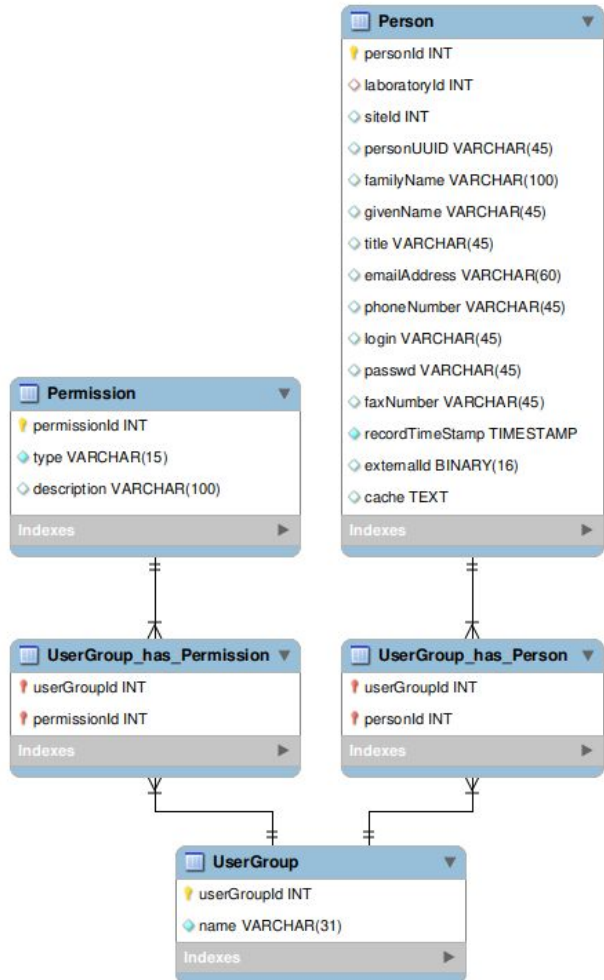 Person
personId INT
laboratoryId INT
siteId INT
personUUID VARCHAR(45)
familyName VARCHAR(100)
givenName VARCHAR(45)
title VARCHAR(45)
emailAddress VARCHAR(60)
phoneNumber VARCHAR(45)
login VARCHAR(45)
passwd VARCHAR(45)
faxNumber VARCHAR(45)
recordTimeStamp TIMESTAMP
externalId BINARY(16)
cache TEXT
Indexes
Permission
permissionId INT
type VARCHAR(15)
description VARCHAR(100)
Indexes
UserGroup_has_Permission
userGroupId INT
permissionId INT
Indexes
UserGroup_has_Person
userGroupId INT
personId INT
Indexes
UserGroup
userGroupId INT
name VARCHAR(31)
Indexes